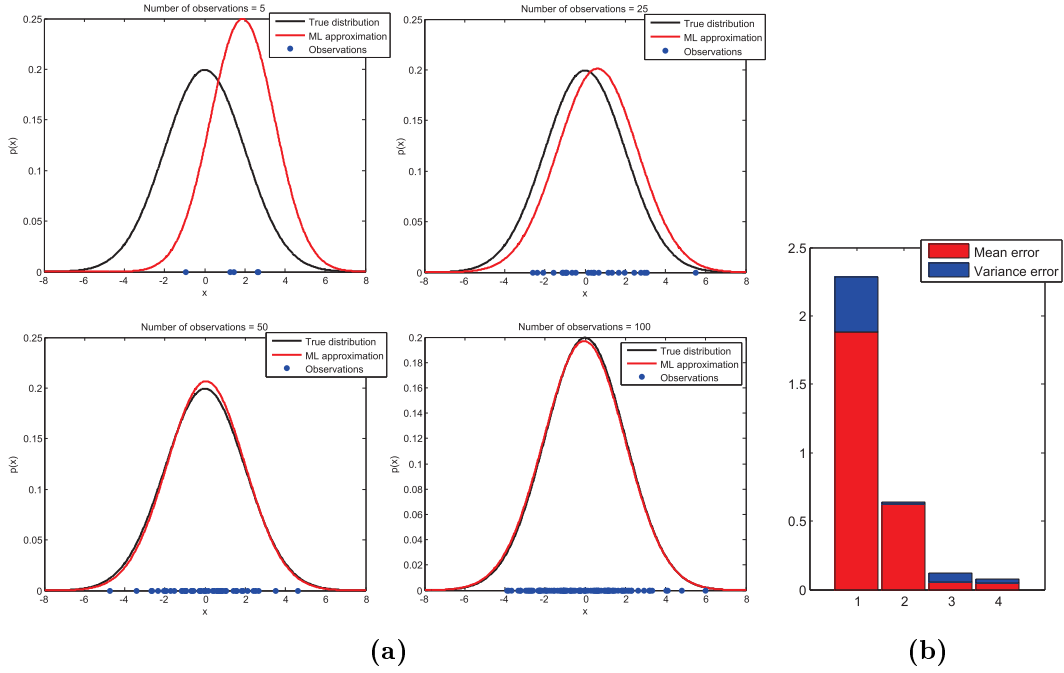 Number of observations = 5
True distribution
ML approximation
Observations
0.25
0.2
0.15
0.1
0.05
0
p(x)
-8 -6 -4 -2 0 2 4 6 8
x
Number of observations = 25
True distribution
ML approximation
Observations
0.25
0.2
0.15
0.1
0.05
0
p(x)
-8 -6 -4 -2 0 2 4 6 8
x
Number of observations = 50
True distribution
ML approximation
Observations
0.25
0.2
0.15
0.1
0.05
0
p(x)
-8 -6 -4 -2 0 2 4 6 8
x
Number of observations = 100
True distribution
ML approximation
Observations
0.2
0.18
0.16
0.14
0.12
0.1
0.08
0.06
0.04
0.02
0
p(x)
-8 -6 -4 -2 0 2 4 6 8
x
(a)
Mean error
Variance error
2.5
2
1.5
1
0.5
0
1 2 3 4
(b)